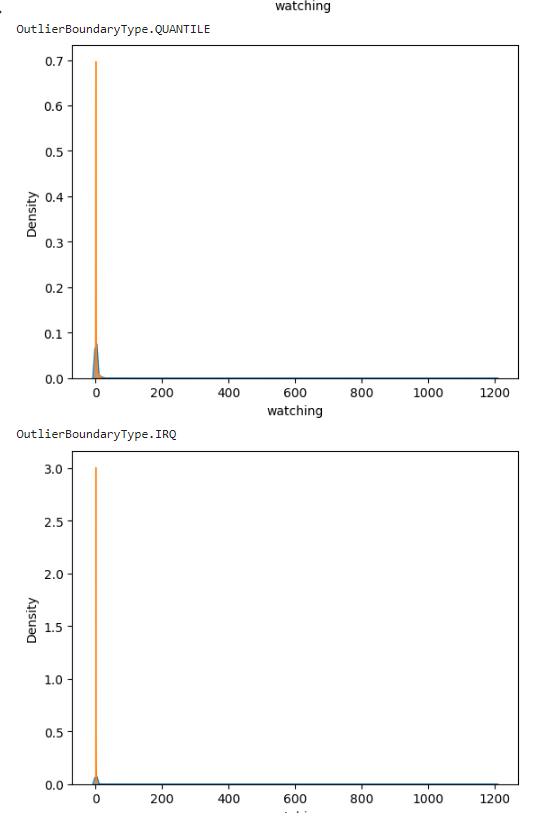 watching
OutlierBoundaryType.QUANTILE
0.7
0.6
0.5
0.4
0.3
0.2
0.1
0.0
Density
0 200 400 600 800 1000 1200
watching
OutlierBoundaryType.IRQ
3.0
2.5
2.0
1.5
1.0
0.5
0.0
Density
0 200 400 600 800 1000 1200